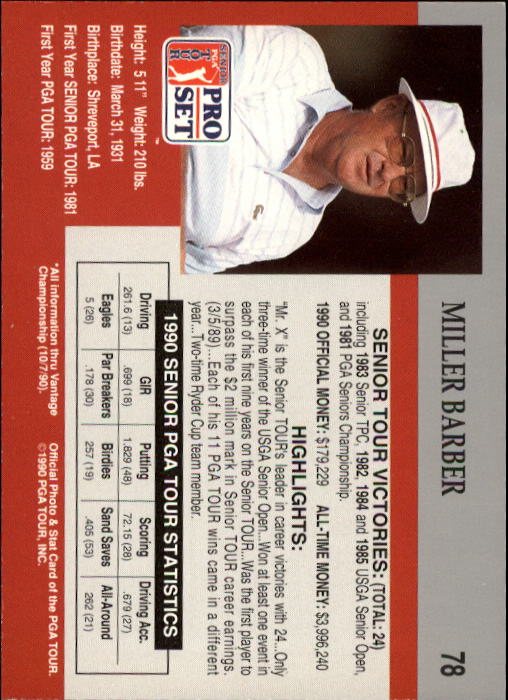 MILLER BARBER
78
SENIOR TOUR VICTORIES: (TOTAL: 24)
including 1983 Senior TPC, 1982, 1984 and 1985 USGA Senior Open,
and 1981 PGA Seniors Championship.
1990 OFFICIAL MONEY: $179,229 ALL-TIME MONEY: $3,996,240
HIGHLIGHTS:
"Mr. X" is the Senior TOUR's leader in career victories with 24...Only
three-time winner of the USGA Senior Open...Won at least one event in
each of his first nine years on the Senior TOUR...Was the first player to
surpass the $2 million mark in Senior TOUR career earnings.
(3/5/89)...Each of his 11 PGA TOUR wins came in a different
year...Two-time Ryder Cup team member.
SENIOR
PGA
TOUR
PRO
SET
™
Height: 5 11" Weight: 210 lbs.
Birthdate: March 31, 1931
Birthplace: Shreveport, LA
First Year SENIOR PGA TOUR: 1981
First Year PGA TOUR: 1959
1990 SENIOR PGA TOUR STATISTICS
Driving GIR Putting Scoring Driving Acc.
261.6 (13) .699 (18) 1.823 (48) 72.15 (28) .679 (27)
Eagles Par Breakers Birdies Sand Saves All-Around
5 (26) .178 (30) 257 (19) .405 (53) 262 (21)
*All information thru Vantage
Championship (10/7/90).
Official Photo & Stat Card of the PGA TOUR.
©1990 PGA TOUR, INC.